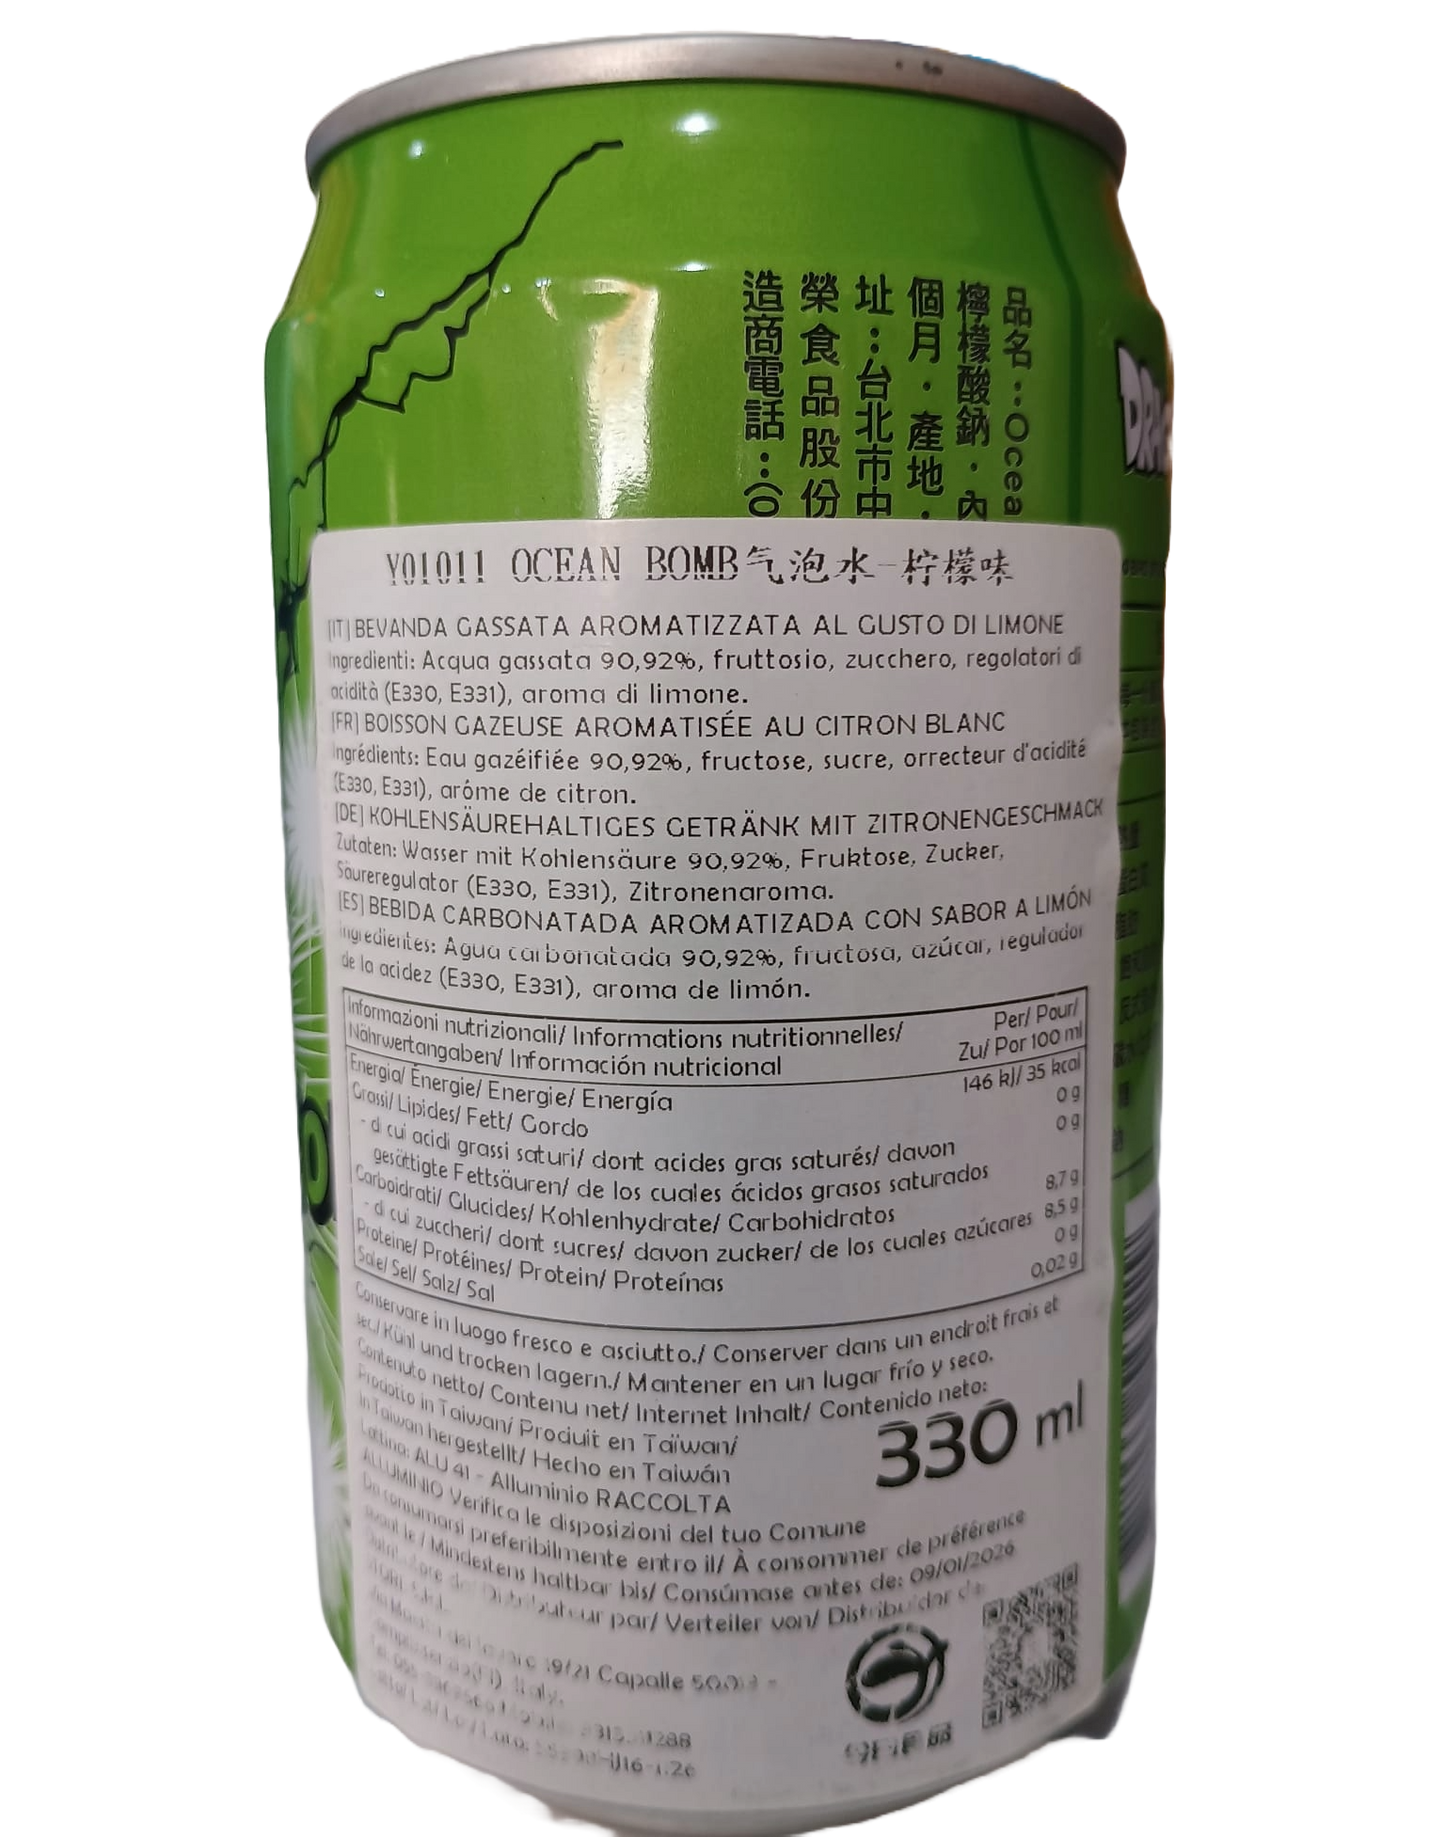 品名：Ocea
檸檬酸鈉．內
個月．產地．
址：台北市中
榮食品股份
造商電話：(0
DRA
Y01011 OCEAN BOMB气泡水-柠檬味
[IT] BEVANDA GASSATA AROMATIZZATA AL GUSTO DI LIMONE
Ingredienti: Acqua gassata 90,92%, fruttosio, zucchero, regolatori di
acidità (E330, E331), aroma di limone.
[FR] BOISSON GAZEUSE AROMATISÉE AU CITRON BLANC
Ingrédients: Eau gazéifiée 90,92%, fructose, sucre, orrecteur d'acidité
(E330, E331), aróme de citron.
[DE] KOHLENSÄUREHALTIGES GETRÄNK MIT ZITRONENGESCHMACK
Zutaten: Wasser mit Kohlensäure 90,92%, Fruktose, Zucker,
Säureregulator (E330, E331), Zitronenaroma.
[ES] BEBIDA CARBONATADA AROMATIZADA CON SABOR A LIMÓN
Ingredientes: Agua carbonatada 90,92%, fructosa, azúcar, regulador
de la acidez (E330, E331), aroma de limón.
Informazioni nutrizionali/ Informations nutritionnelles/ Per/ Pour/
Nährwertangaben/ Información nutricional Zu/ Por 100 ml
Energia/ Énergie/ Energie/ Energía 146 kJ/ 35 kcal
Grassi/ Lipides/ Fett/ Gordo 0 g
- di cui acidi grassi saturi/ dont acides gras saturés/ davon 0 g
gesättigte Fettsäuren/ de los cuales ácidos grasos saturados
Carboidrati/ Glucides/ Kohlenhydrate/ Carbohidratos 8,7 g
- di cui zuccheri/ dont sucres/ davon zucker/ de los cuales azúcares 8,5 g
Proteine/ Protéines/ Protein/ Proteínas 0 g
Sale/ Sel/ Salz/ Sal 0,02 g
Conservare in luogo fresco e asciutto./ Conserver dans un endroit frais et
sec./ Kühl und trocken lagern./ Mantener en un lugar frío y seco.
Contenuto netto/ Contenu net/ Internet Inhalt/ Contenido neto:
330 ml
Prodotto in Taiwan/ Produit en Taïwan/
In Taiwan hergestellt/ Hecho en Taiwán
Lattina: ALU 41 - Alluminio RACCOLTA
ALLUMINIO Verifica le disposizioni del tuo Comune
Da consumarsi preferibilmente entro il/ À consommer de préférence
avant le / Mindestens haltbar bis/ Consúmase antes de: 09/01/2026
Distributeur par/ Verteiler von/ Distribuidor
Capalle
Italy.